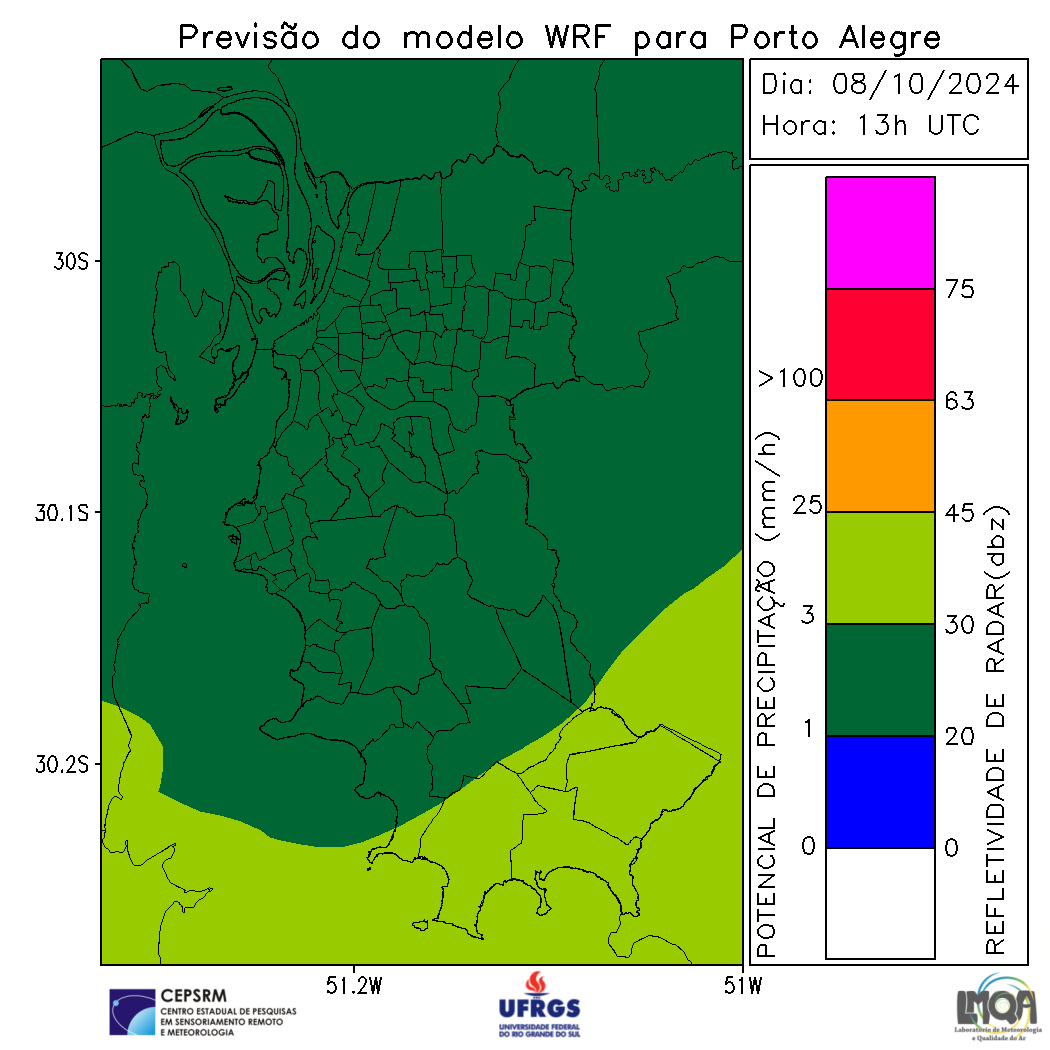 Previsão do modelo WRF para Porto Alegre
Dia: 08/10/2024
Hora: 13h UTC
30S
30.1S
30.2S
51.2W
51W
POTENCIAL DE PRECIPITAÇÃO (mm/h)
>100
25
3
1
0
75
63
45
30
20
0
REFLETIVIDADE DE RADAR(dbz)
CEPSRM
CENTRO ESTADUAL DE PESQUISAS
EM SENSORIAMENTO REMOTO
E METEOROLOGIA
UFRGS
UNIVERSIDADE FEDERAL
DO RIO GRANDE DO SUL
LMQA
Laboratório de Meteorologia
e Qualidade do Ar